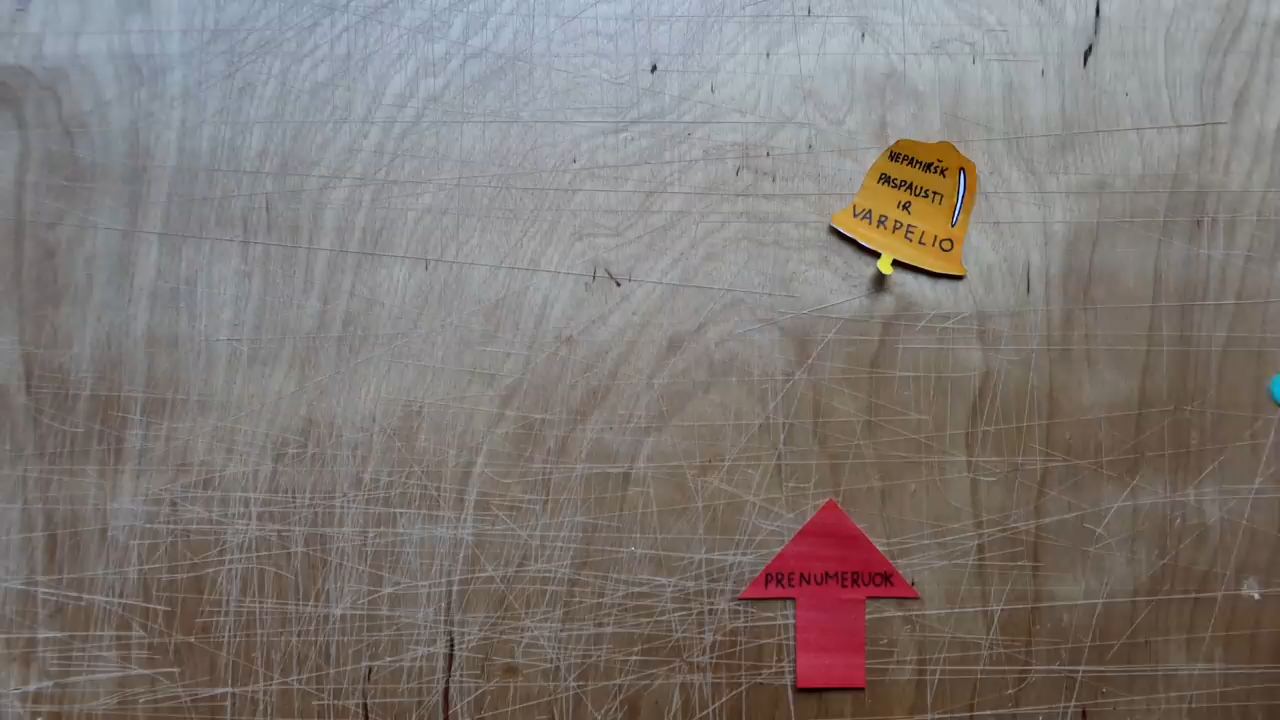 NEPAMIRŠK
PASPAUSTI
IR
VARPELIO
PRENUMERUOK